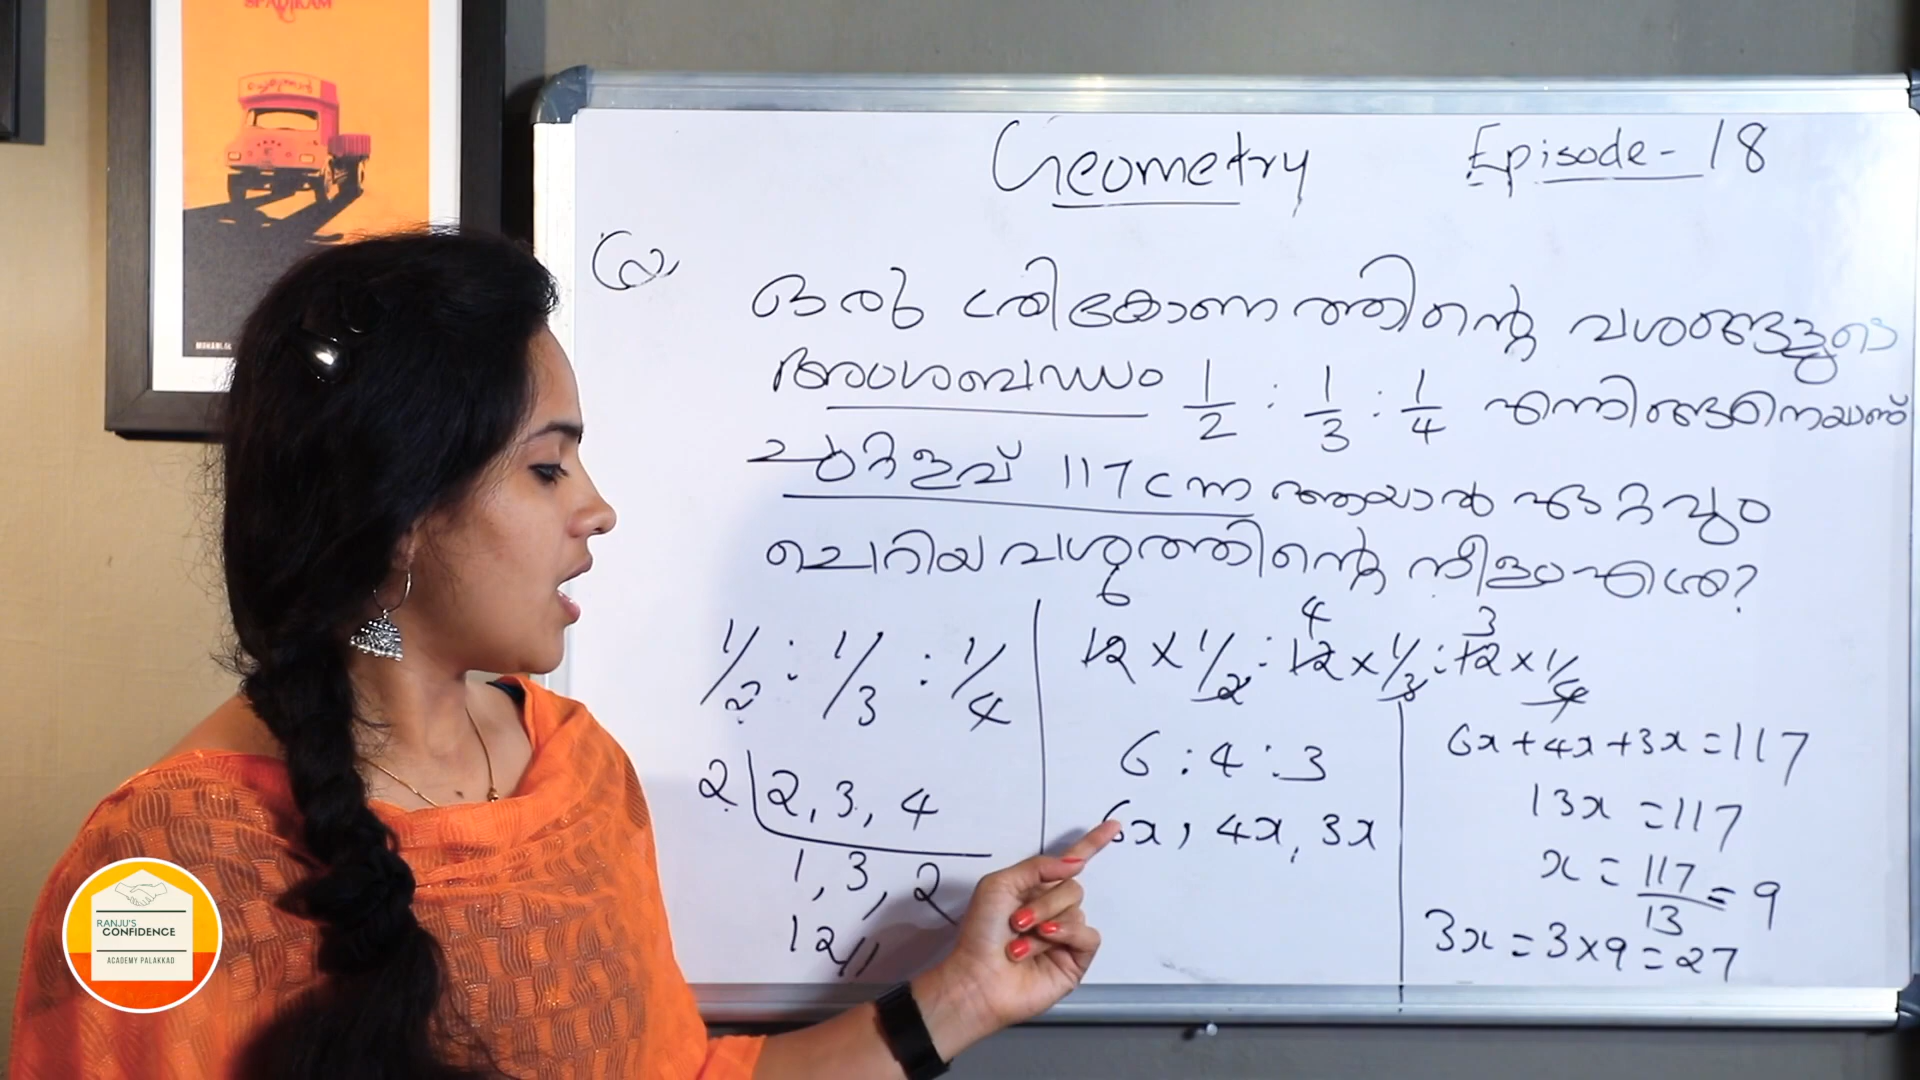 SPADIKAM
Geometry Episode-18
Q
ഒരു ത്രികോണത്തിന്റെ വശങ്ങളുടെ
അംശബന്ധം 1/2 : 1/3 : 1/4 എന്നിങ്ങനെയാണ്
ചുറ്റളവ് 117 cm ആയാൽ ഏറ്റവും
ചെറിയ വശത്തിന്റെ നീളം എത്ര?
1/2 : 1/3 : 1/4
2 | 2, 3, 4
1, 3, 2
12
4 3
12 x 1/2 : 12 x 1/3 : 12 x 1/4
6 : 4 : 3
6x, 4x, 3x
6x + 4x + 3x = 117
13x = 117
x = 117/13 = 9
3x = 3x9 = 27
RANJU'S
CONFIDENCE
ACADEMY PALAKKAD